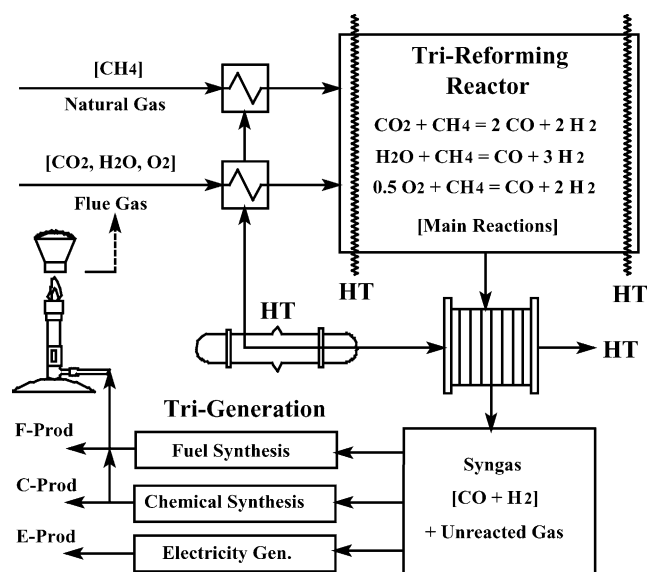 [CH4]
Natural Gas
[CO2, H2O, O2]
Flue Gas
Tri-Reforming
Reactor
CO2 + CH4 = 2 CO + 2 H2
H2O + CH4 = CO + 3 H2
0.5 O2 + CH4 = CO + 2 H2
[Main Reactions]
HT
HT
HT
HT
Tri-Generation
F-Prod
Fuel Synthesis
C-Prod
Chemical Synthesis
E-Prod
Electricity Gen.
Syngas
[CO + H2]
+ Unreacted Gas